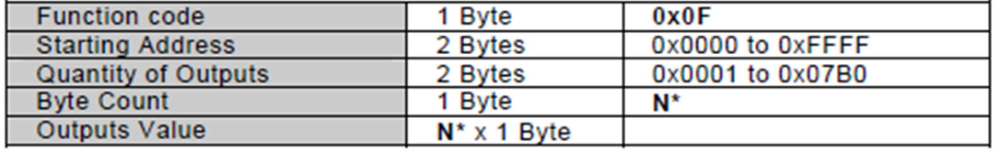 Function code 1 Byte 0x0F
Starting Address 2 Bytes 0x0000 to 0xFFFF
Quantity of Outputs 2 Bytes 0x0001 to 0x07B0
Byte Count 1 Byte N*
Outputs Value N* x 1 Byte